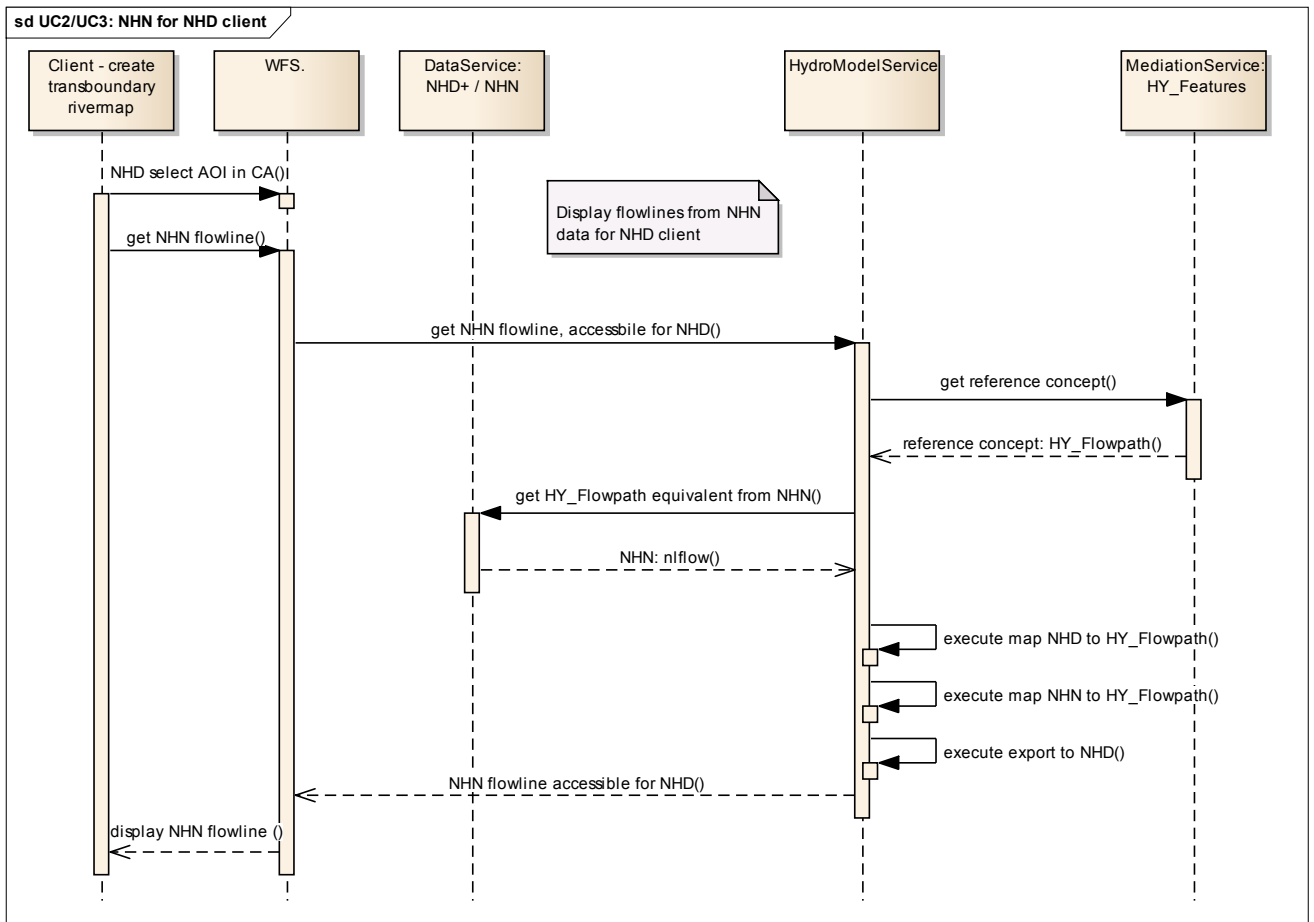 sd UC2/UC3: NHN for NHD client
Client - create
transboundary
rivermap
WFS.
DataService:
NHD+ / NHN
HydroModelService
MediationService:
HY_Features
NHD select AOI in CA()
Display flowlines from NHN
data for NHD client
get NHN flowline()
get NHN flowline, accessbile for NHD()
get reference concept()
reference concept: HY_Flowpath()
get HY_Flowpath equivalent from NHN()
NHN: nlflow()
execute map NHD to HY_Flowpath()
execute map NHN to HY_Flowpath()
execute export to NHD()
NHN flowline accessible for NHD()
display NHN flowline ()